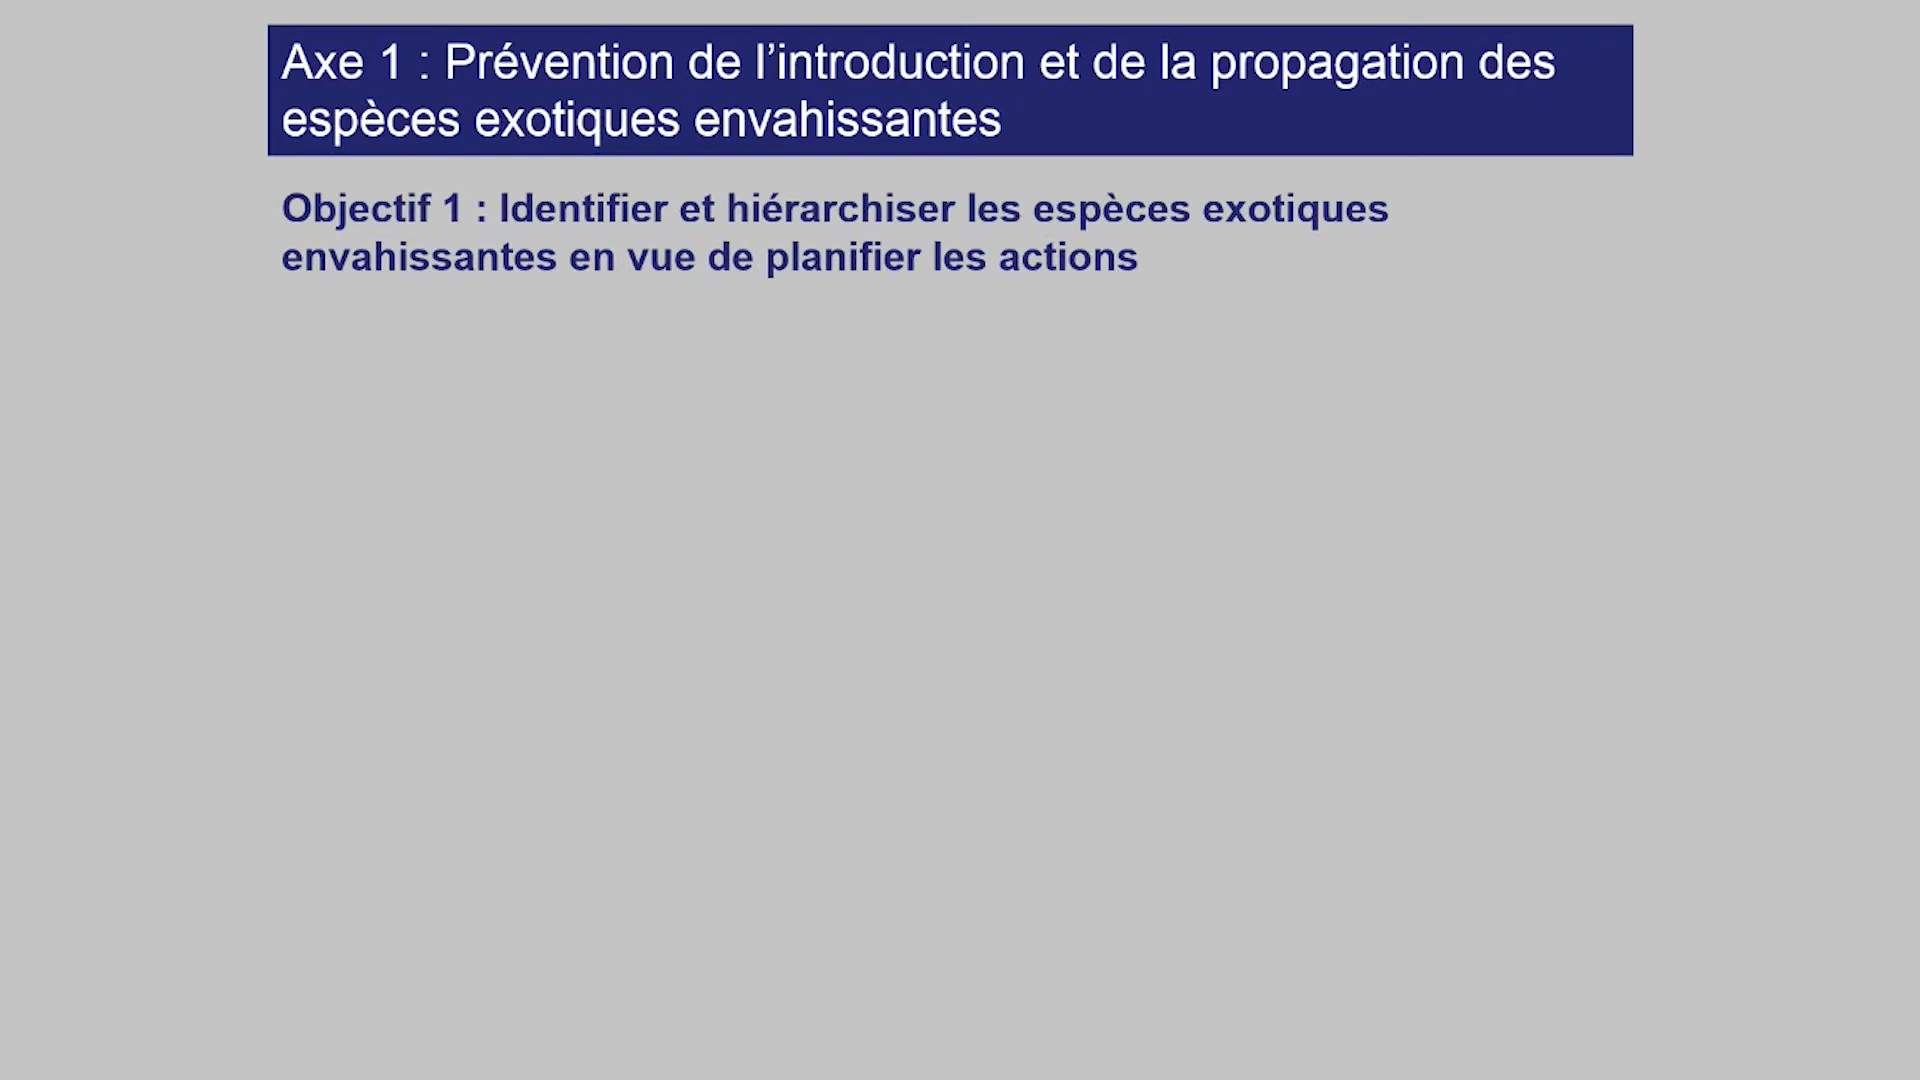 Axe 1 : Prévention de l’introduction et de la propagation des
espèces exotiques envahissantes
Objectif 1 : Identifier et hiérarchiser les espèces exotiques
envahissantes en vue de planifier les actions